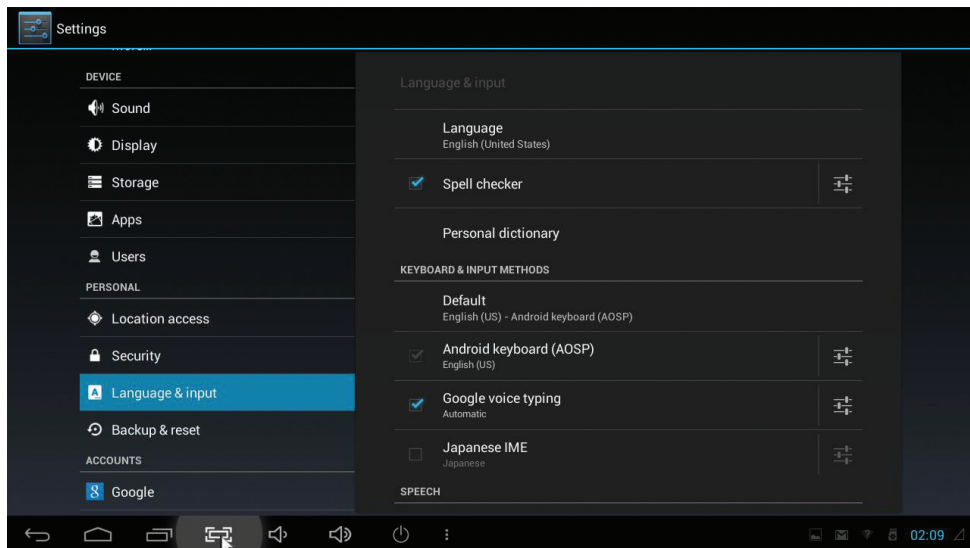 Settings
DEVICE
Sound
Display
Storage
Apps
Users
PERSONAL
Location access
Security
Language & input
Backup & reset
ACCOUNTS
Google
Language & input
Language
English (United States)
Spell checker
Personal dictionary
KEYBOARD & INPUT METHODS
Default
English (US) - Android keyboard (AOSP)
Android keyboard (AOSP)
English (US)
Google voice typing
Automatic
Japanese IME
Japanese
SPEECH
02:09